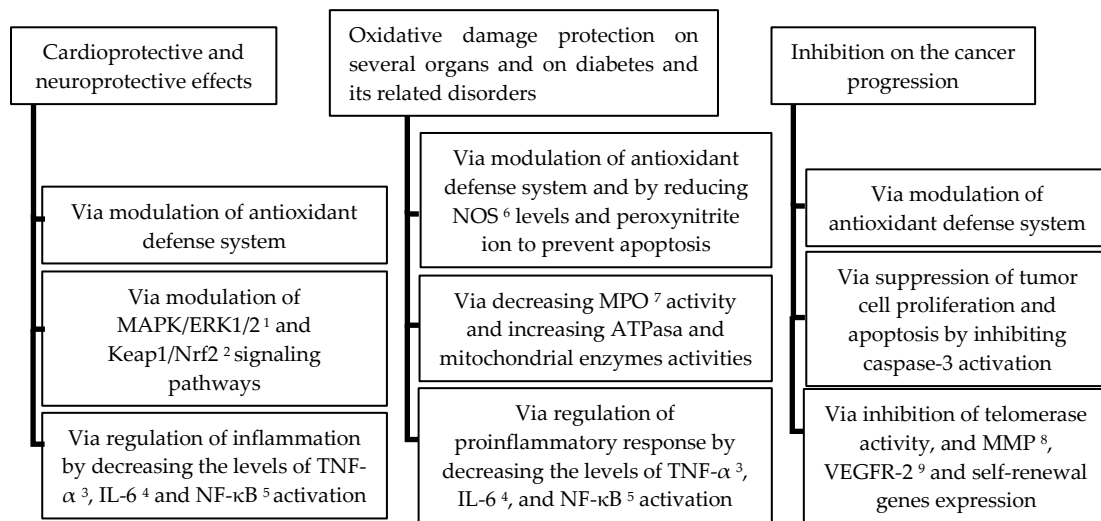 Cardioprotective and
neuroprotective effects
Via modulation of antioxidant
defense system
Via modulation of
MAPK/ERK1/2 ¹ and
Keap1/Nrf2 ² signaling
pathways
Via regulation of inflammation
by decreasing the levels of TNF-
α ³, IL-6 ⁴ and NF-κB ⁵ activation
Oxidative damage protection on
several organs and on diabetes and
its related disorders
Via modulation of antioxidant
defense system and by reducing
NOS ⁶ levels and peroxynitrite
ion to prevent apoptosis
Via decreasing MPO ⁷ activity
and increasing ATPasa and
mitochondrial enzymes activities
Via regulation of
proinflammatory response by
decreasing the levels of TNF-α ³,
IL-6 ⁴, and NF-κB ⁵ activation
Inhibition on the cancer
progression
Via modulation of
antioxidant defense system
Via suppression of tumor
cell proliferation and
apoptosis by inhibiting
caspase-3 activation
Via inhibition of telomerase
activity, and MMP ⁸,
VEGFR-2 ⁹ and self-renewal
genes expression